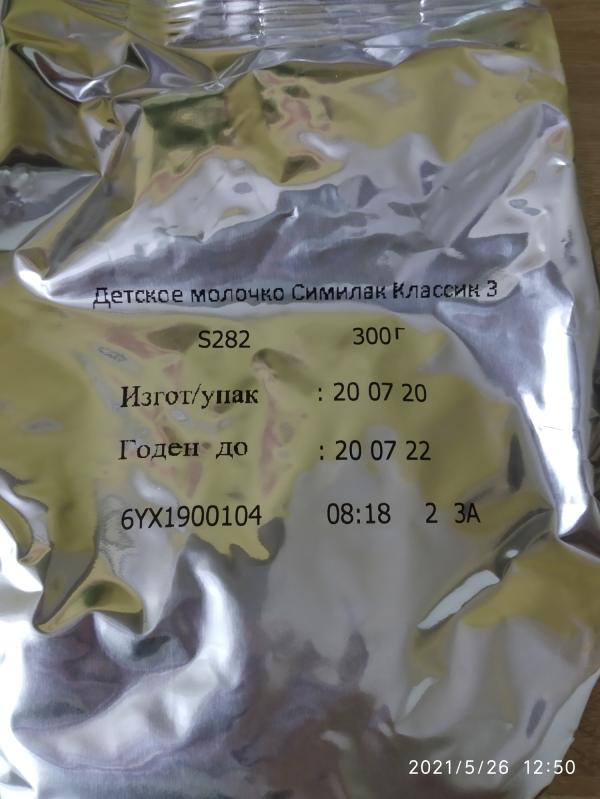 Детское молочко Симилак Классик 3
S282 300г
Изгот/упак : 20 07 20
Годен до : 20 07 22
6YX1900104 08:18 2 3A
2021/5/26 12:50